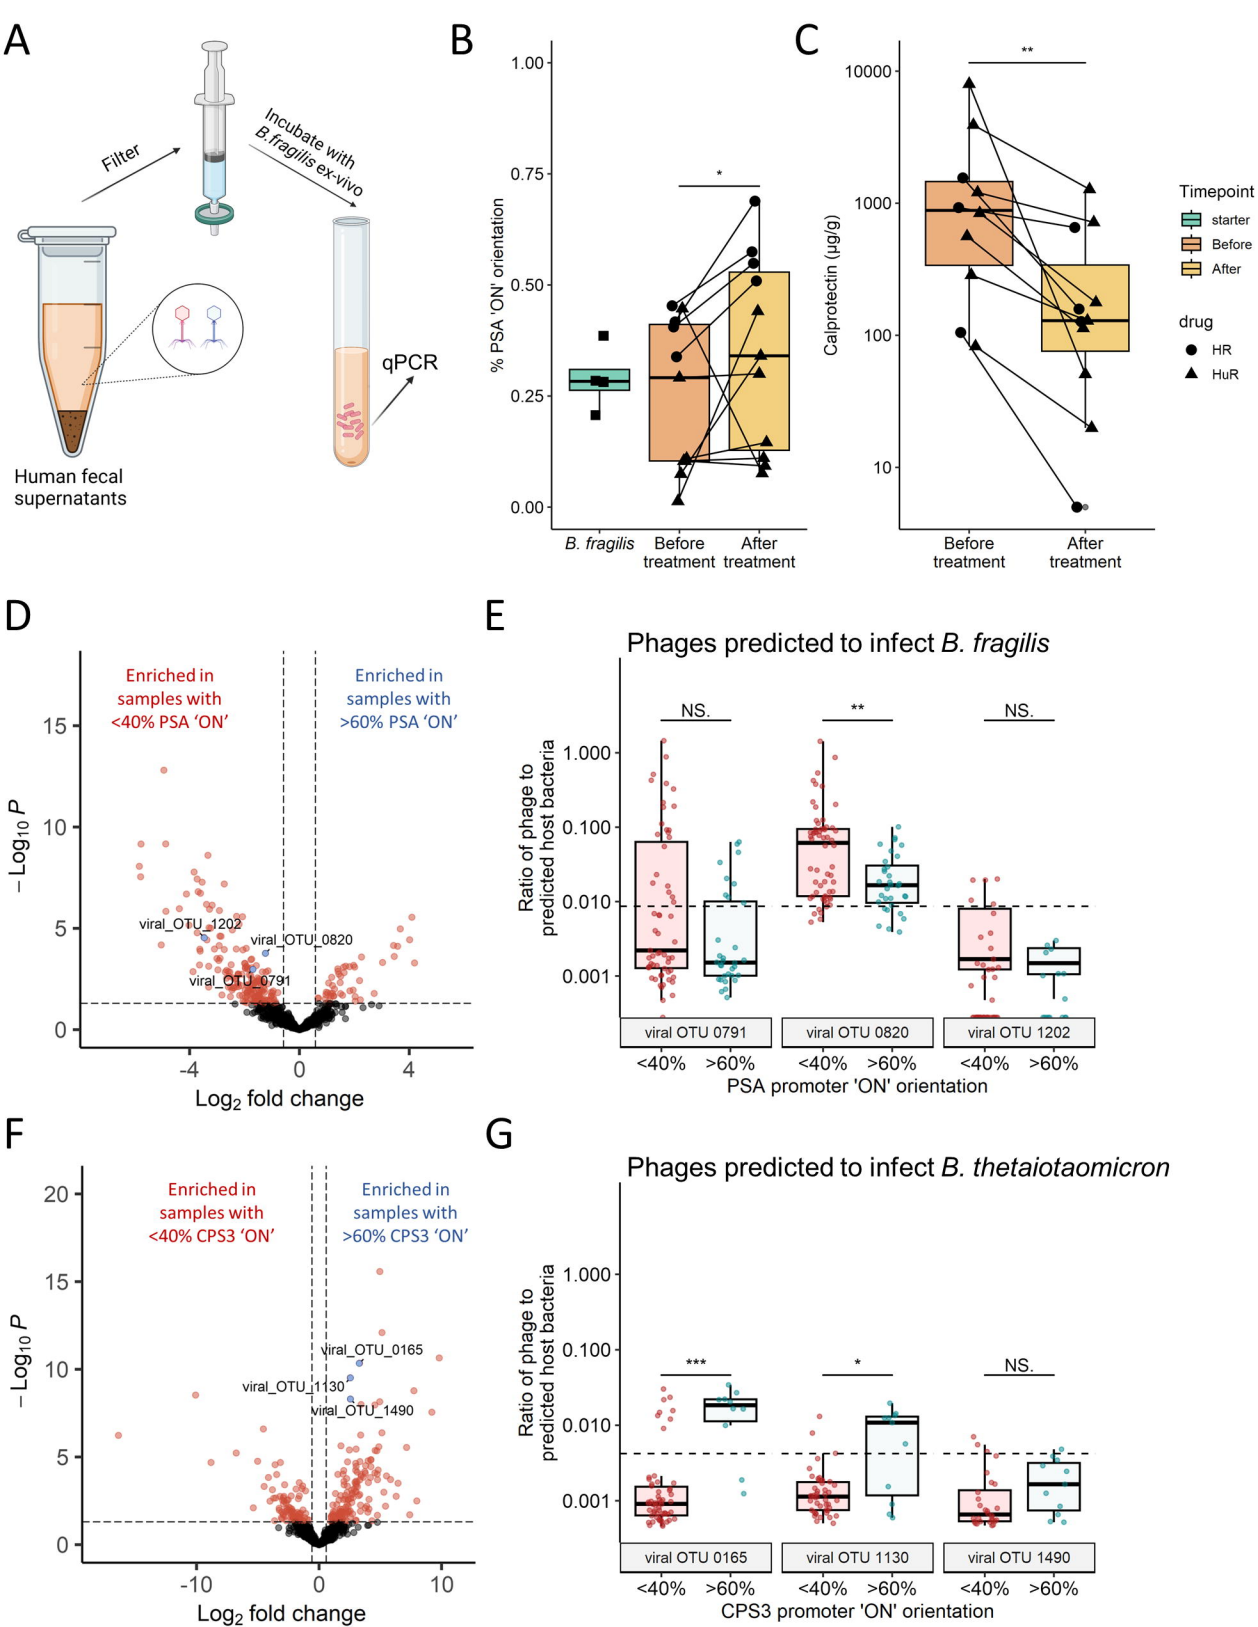 A
Filter
Incubate with
B.fragilis ex-vivo
qPCR
Human fecal
supernatants
B
% PSA 'ON' orientation
1.00
0.75
0.50
0.25
0.00
*
B. fragilis
Before
treatment
After
treatment
C
Calprotectin (µg/g)
10000
1000
100
10
**
Before
treatment
After
treatment
Timepoint
starter
Before
After
drug
HR
HuR
D
Enriched in
samples with
<40% PSA ‘ON’
Enriched in
samples with
>60% PSA ‘ON’
– Log10 P
15
10
5
0
viral_OTU_1202
viral_OTU_0820
viral_OTU_0791
-4
0
4
Log2 fold change
E
Phages predicted to infect B. fragilis
Ratio of phage to
predicted host bacteria
1.000
0.100
0.010
0.001
NS.
**
NS.
viral OTU 0791
viral OTU 0820
viral OTU 1202
<40%
>60%
<40%
>60%
<40%
>60%
PSA promoter 'ON' orientation
F
Enriched in
samples with
<40% CPS3 ‘ON’
Enriched in
samples with
>60% CPS3 ‘ON’
– Log10 P
20
15
10
5
0
viral_OTU_0165
viral_OTU_1130
viral_OTU_1490
-10
0
10
Log2 fold change
G
Phages predicted to infect B. thetaiotaomicron
Ratio of phage to
predicted host bacteria
1.000
0.100
0.010
0.001
***
*
NS.
viral OTU 0165
viral OTU 1130
viral OTU 1490
<40%
>60%
<40%
>60%
<40%
>60%
CPS3 promoter 'ON' orientation